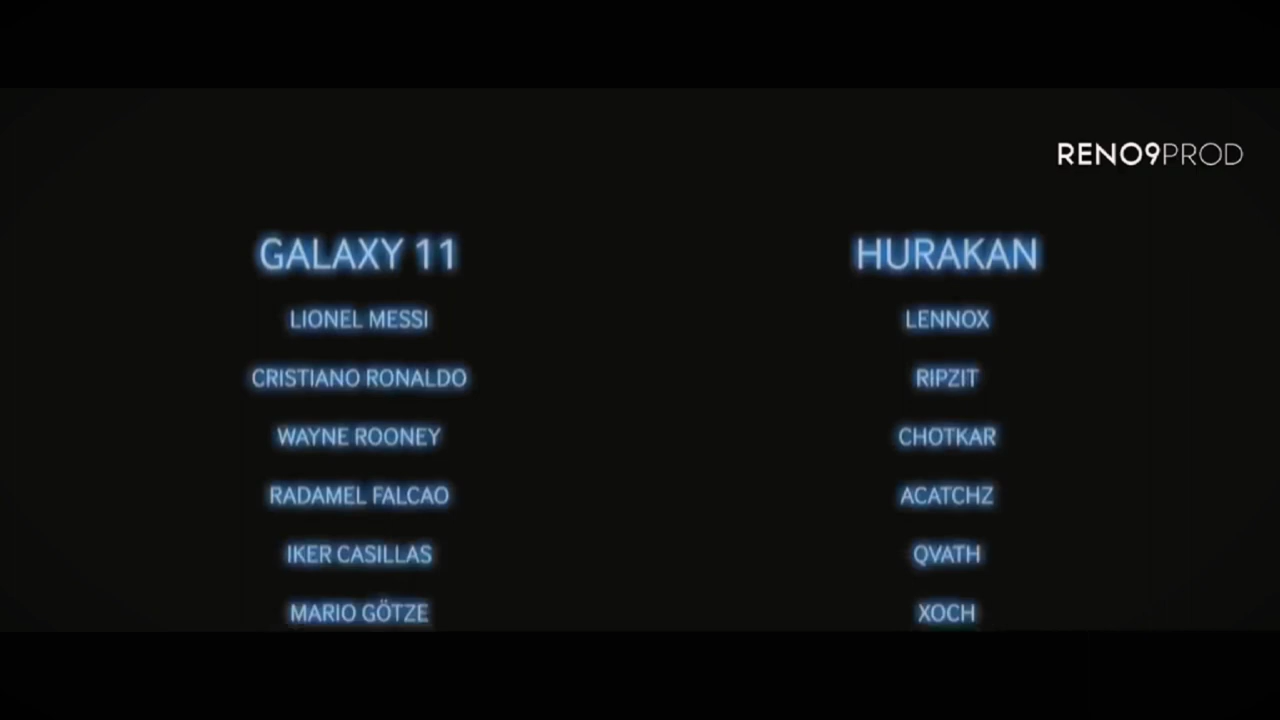 RENO9PROD
GALAXY 11
LIONEL MESSI
CRISTIANO RONALDO
WAYNE ROONEY
RADAMEL FALCAO
IKER CASILLAS
MARIO GÖTZE
HURAKAN
LENNOX
RIPZIT
CHOTKAR
ACATCHZ
QVATH
XOCH